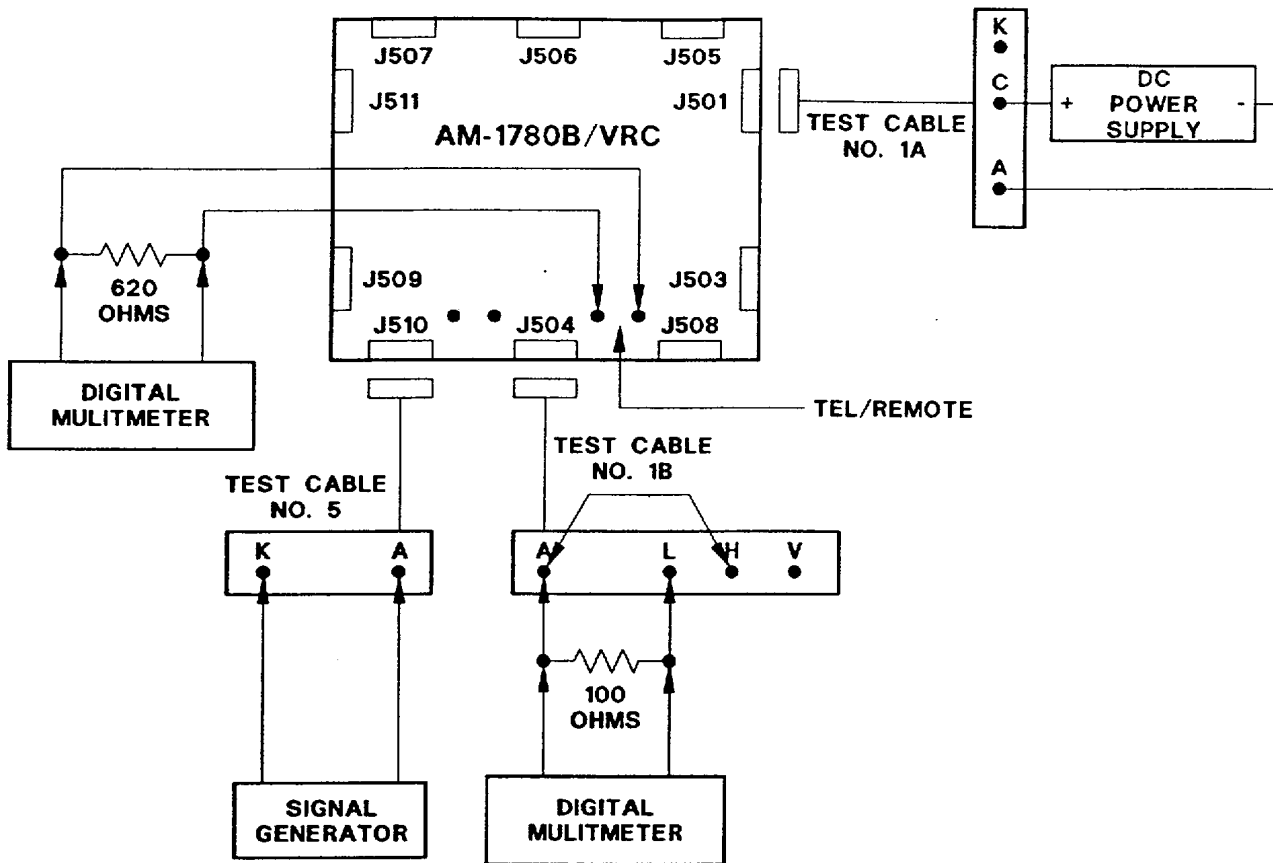 J507
J506
J505
K
J511
J501
C
+
DC
POWER
SUPPLY
-
AM-1780B/VRC
TEST CABLE
NO. 1A
A
620
OHMS
J509
J503
J510
J504
J508
DIGITAL
MULITMETER
TEL/REMOTE
TEST CABLE
NO. 5
TEST CABLE
NO. 1B
K
A
A
L
H
V
100
OHMS
SIGNAL
GENERATOR
DIGITAL
MULITMETER